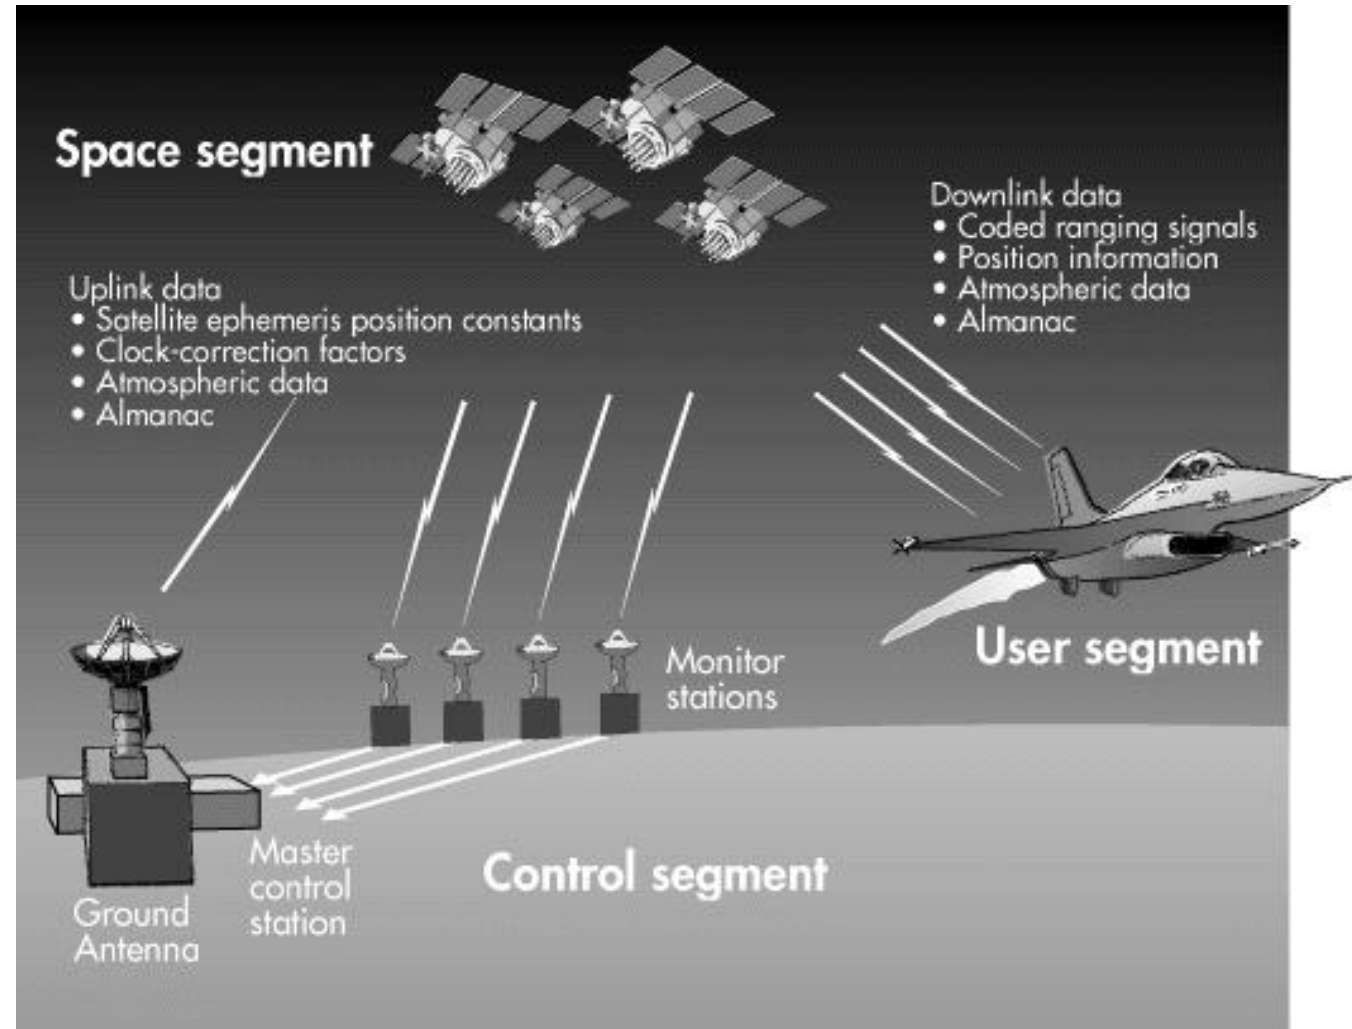 Space segment
Downlink data
• Coded ranging signals
• Position information
• Atmospheric data
• Almanac
Uplink data
• Satellite ephemeris position constants
• Clock-correction factors
• Atmospheric data
• Almanac
User segment
Monitor
stations
Master
control
station
Control segment
Ground
Antenna